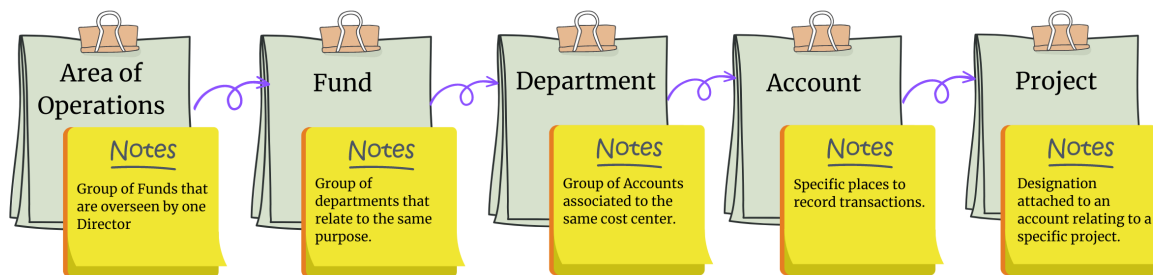 Area of
Operations
Notes
Group of Funds that
are overseen by one
Director
Fund
Notes
Group of
departments that
relate to the same
purpose.
Department
Notes
Group of Accounts
associated to the
same cost center.
Account
Notes
Specific places to
record transactions.
Project
Notes
Designation
attached to an
account relating to a
specific project.